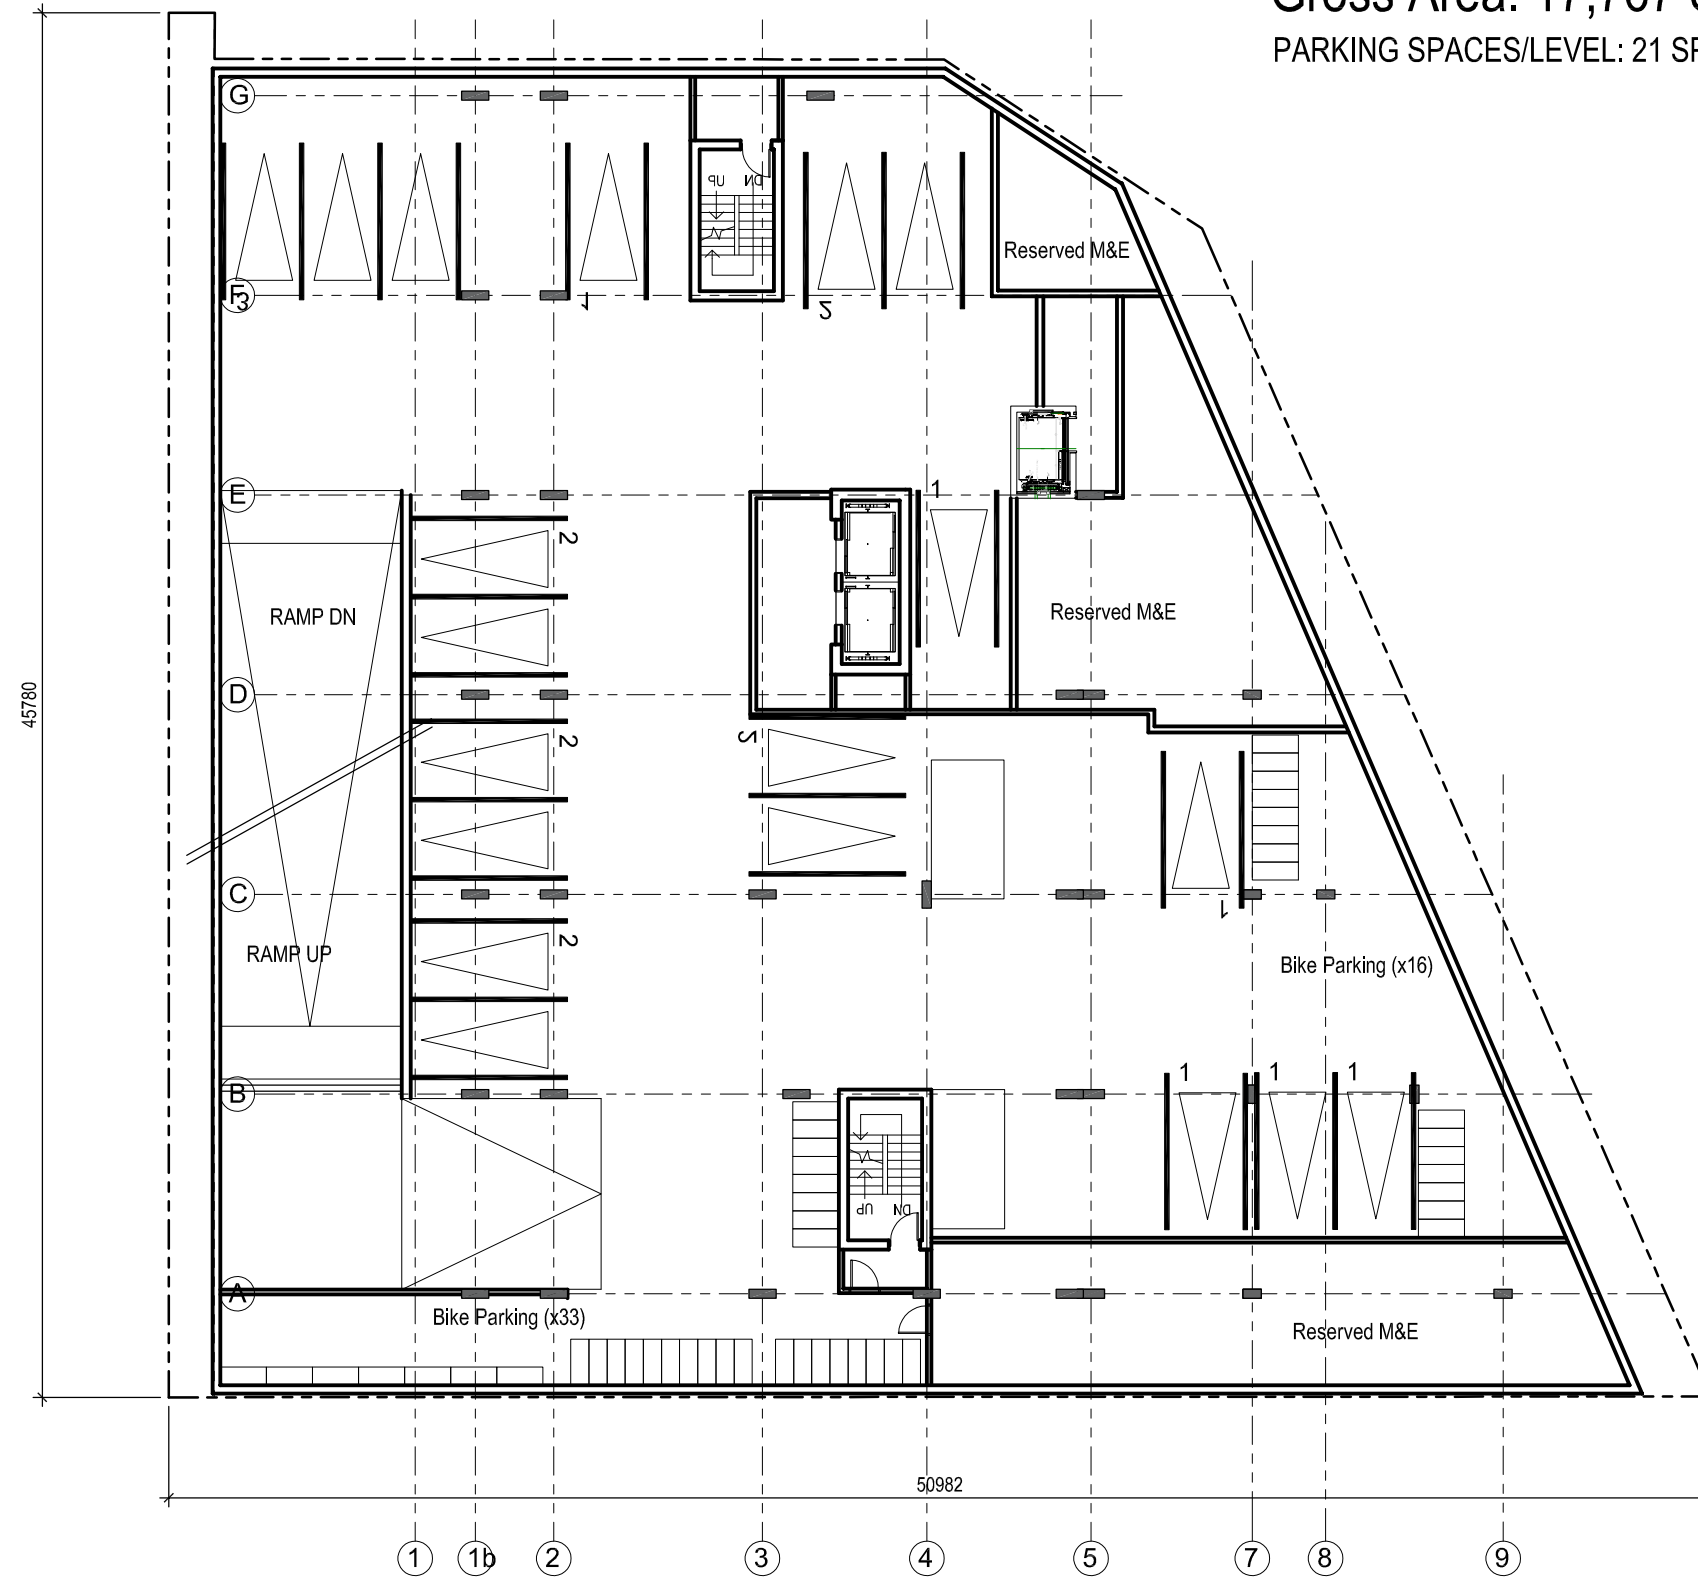 PARKING SPACES/LEVEL: 21
G
UP
DN
Reserved M&E
F
3
1
2
E
1
2
RAMP DN
Reserved M&E
D
45780
2
2
C
1
2
RAMP UP
Bike Parking (x16)
1
1
1
B
UP
DN
A
Bike Parking (x33)
Reserved M&E
50982
1
1b
2
3
4
5
7
8
9